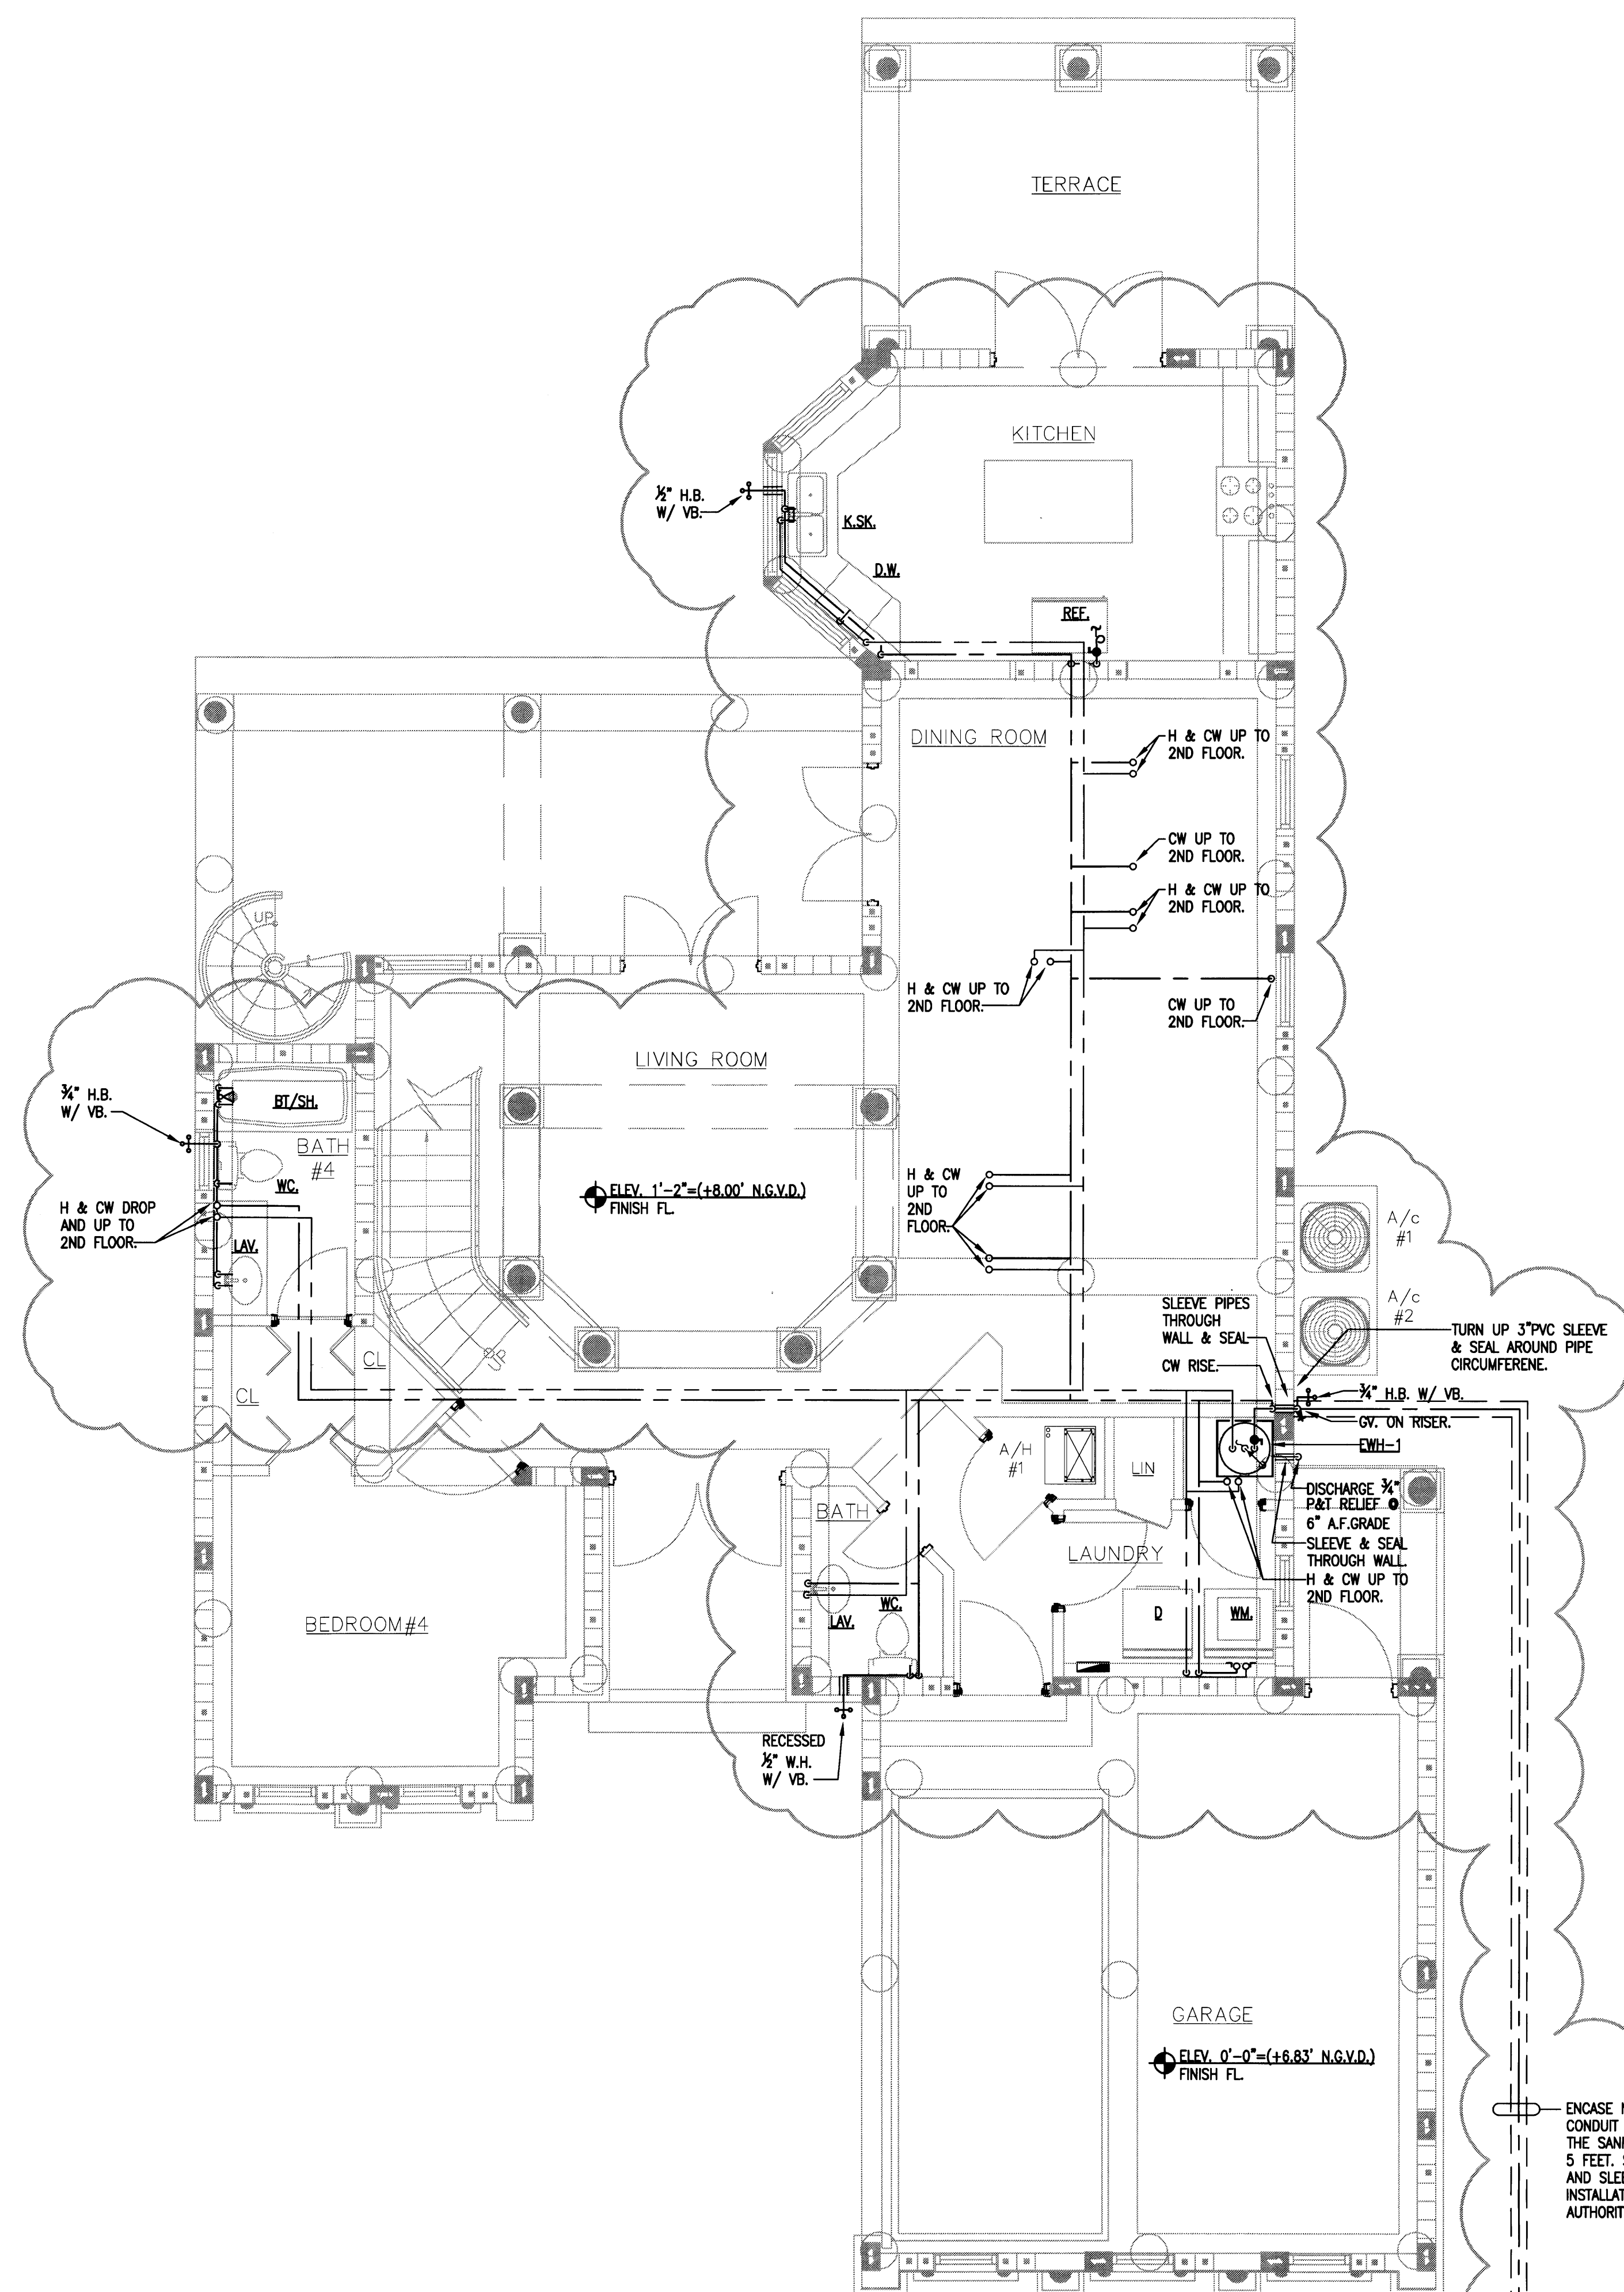 TERRACE
KITCHEN
½" H.B.
W/ VB.
K.SK.
D.W.
REF.
DINING ROOM
H & CW UP TO
2ND FLOOR.
CW UP TO
2ND FLOOR.
H & CW UP TO
2ND FLOOR.
UP
H & CW UP TO
2ND FLOOR.
CW UP TO
2ND FLOOR.
LIVING ROOM
¾" H.B.
W/ VB.
BT/SH.
BATH
#4
WC.
H & CW DROP
AND UP TO
2ND FLOOR.
LAV.
ELEV. 1'-2"=(+8.00' N.G.V.D.)
FINISH FL.
H & CW
UP TO
2ND
FLOOR.
A/c
#1
A/c
#2
SLEEVE PIPES
THROUGH
WALL & SEAL
CW RISE.
TURN UP 3"PVC SLEEVE
& SEAL AROUND PIPE
CIRCUMFERENE.
UP
CL
CL
¾" H.B. W/ VB.
GV. ON RISER.
EWH-1
A/H
#1
LIN
DISCHARGE ¾"
P&T RELIEF @
6" A.F.GRADE
SLEEVE & SEAL
THROUGH WALL.
H & CW UP TO
2ND FLOOR.
BATH
LAUNDRY
BEDROOM#4
LAV.
WC.
D
WM.
RECESSED
½" W.H.
W/ VB.
GARAGE
ELEV. 0'-0"=(+6.83' N.G.V.D.)
FINISH FL.
ENCASE
CONDUIT
THE SANI
5 FEET.
AND SLE
INSTALLAT
AUTHORIT